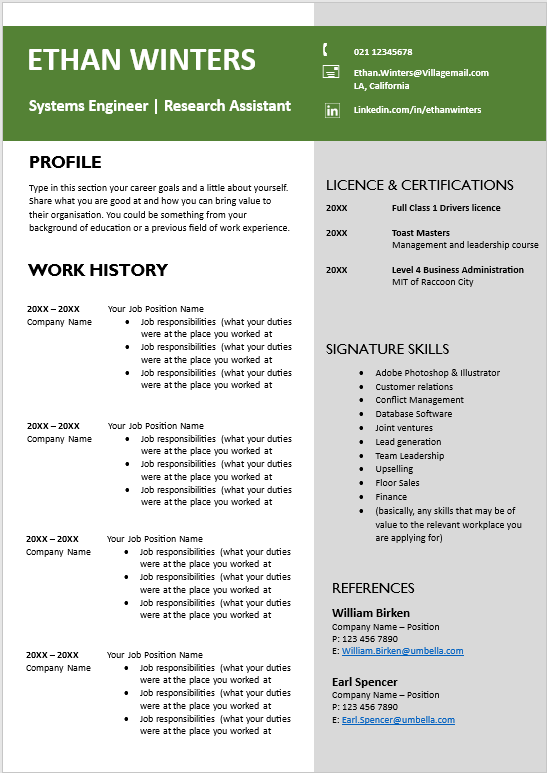 ETHAN WINTERS
Systems Engineer | Research Assistant
021 12345678
Ethan.Winters@Villagemail.com
LA, California
Linkedin.com/in/ethanwinters
PROFILE
Type in this section your career goals and a little about yourself.
Share what you are good at and how you can bring value to
their organisation. You could be something from your
background of education or a previous field of work experience.
WORK HISTORY
20XX – 20XX Your Job Position Name
Company Name • Job responsibilities (what your duties
were at the place you worked at
• Job responsibilities (what your duties
were at the place you worked at
• Job responsibilities (what your duties
were at the place you worked at
20XX – 20XX Your Job Position Name
Company Name • Job responsibilities (what your duties
were at the place you worked at
• Job responsibilities (what your duties
were at the place you worked at
• Job responsibilities (what your duties
were at the place you worked at
20XX – 20XX Your Job Position Name
Company Name • Job responsibilities (what your duties
were at the place you worked at
• Job responsibilities (what your duties
were at the place you worked at
• Job responsibilities (what your duties
were at the place you worked at
20XX – 20XX Your Job Position Name
Company Name • Job responsibilities (what your duties
were at the place you worked at
• Job responsibilities (what your duties
were at the place you worked at
• Job responsibilities (what your duties
were at the place you worked at
LICENCE & CERTIFICATIONS
20XX Full Class 1 Drivers licence
20XX Toast Masters
Management and leadership course
20XX Level 4 Business Administration
MIT of Raccoon City
SIGNATURE SKILLS
• Adobe Photoshop & Illustrator
• Customer relations
• Conflict Management
• Database Software
• Joint ventures
• Lead generation
• Team Leadership
• Upselling
• Floor Sales
• Finance
• (basically, any skills that may be of
value to the relevant workplace you
are applying for)
REFERENCES
William Birken
Company Name – Position
P: 123 456 7890
E: William.Birken@umbella.com
Earl Spencer
Company Name – Position
P: 123 456 7890
E: Earl.Spencer@umbella.com